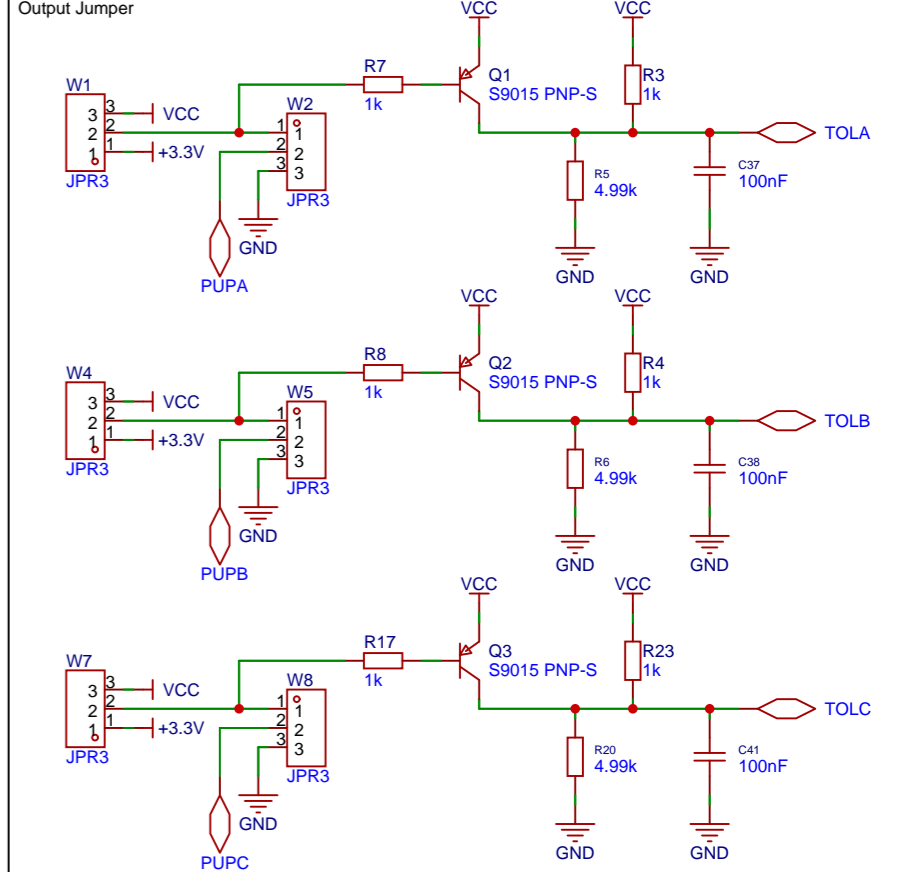 Output Jumper
VCC
VCC
R7
1k
Q1
S9015 PNP-S
R3
1k
W1
3
3
VCC
2
2
1
1
+3.3V
JPR3
W2
1
1
2
2
3
3
JPR3
GND
PUPA
TOLA
R5
4.99k
C37
100nF
GND
GND
VCC
VCC
R8
1k
Q2
S9015 PNP-S
R4
1k
W4
3
3
VCC
2
2
1
1
+3.3V
JPR3
W5
1
1
2
2
3
3
JPR3
GND
PUPB
TOLB
R6
4.99k
C38
100nF
GND
GND
VCC
VCC
R17
1k
Q3
S9015 PNP-S
R23
1k
W7
3
3
VCC
2
2
1
1
+3.3V
JPR3
W8
1
1
2
2
3
3
JPR3
GND
PUPC
TOLC
R20
4.99k
C41
100nF
GND
GND